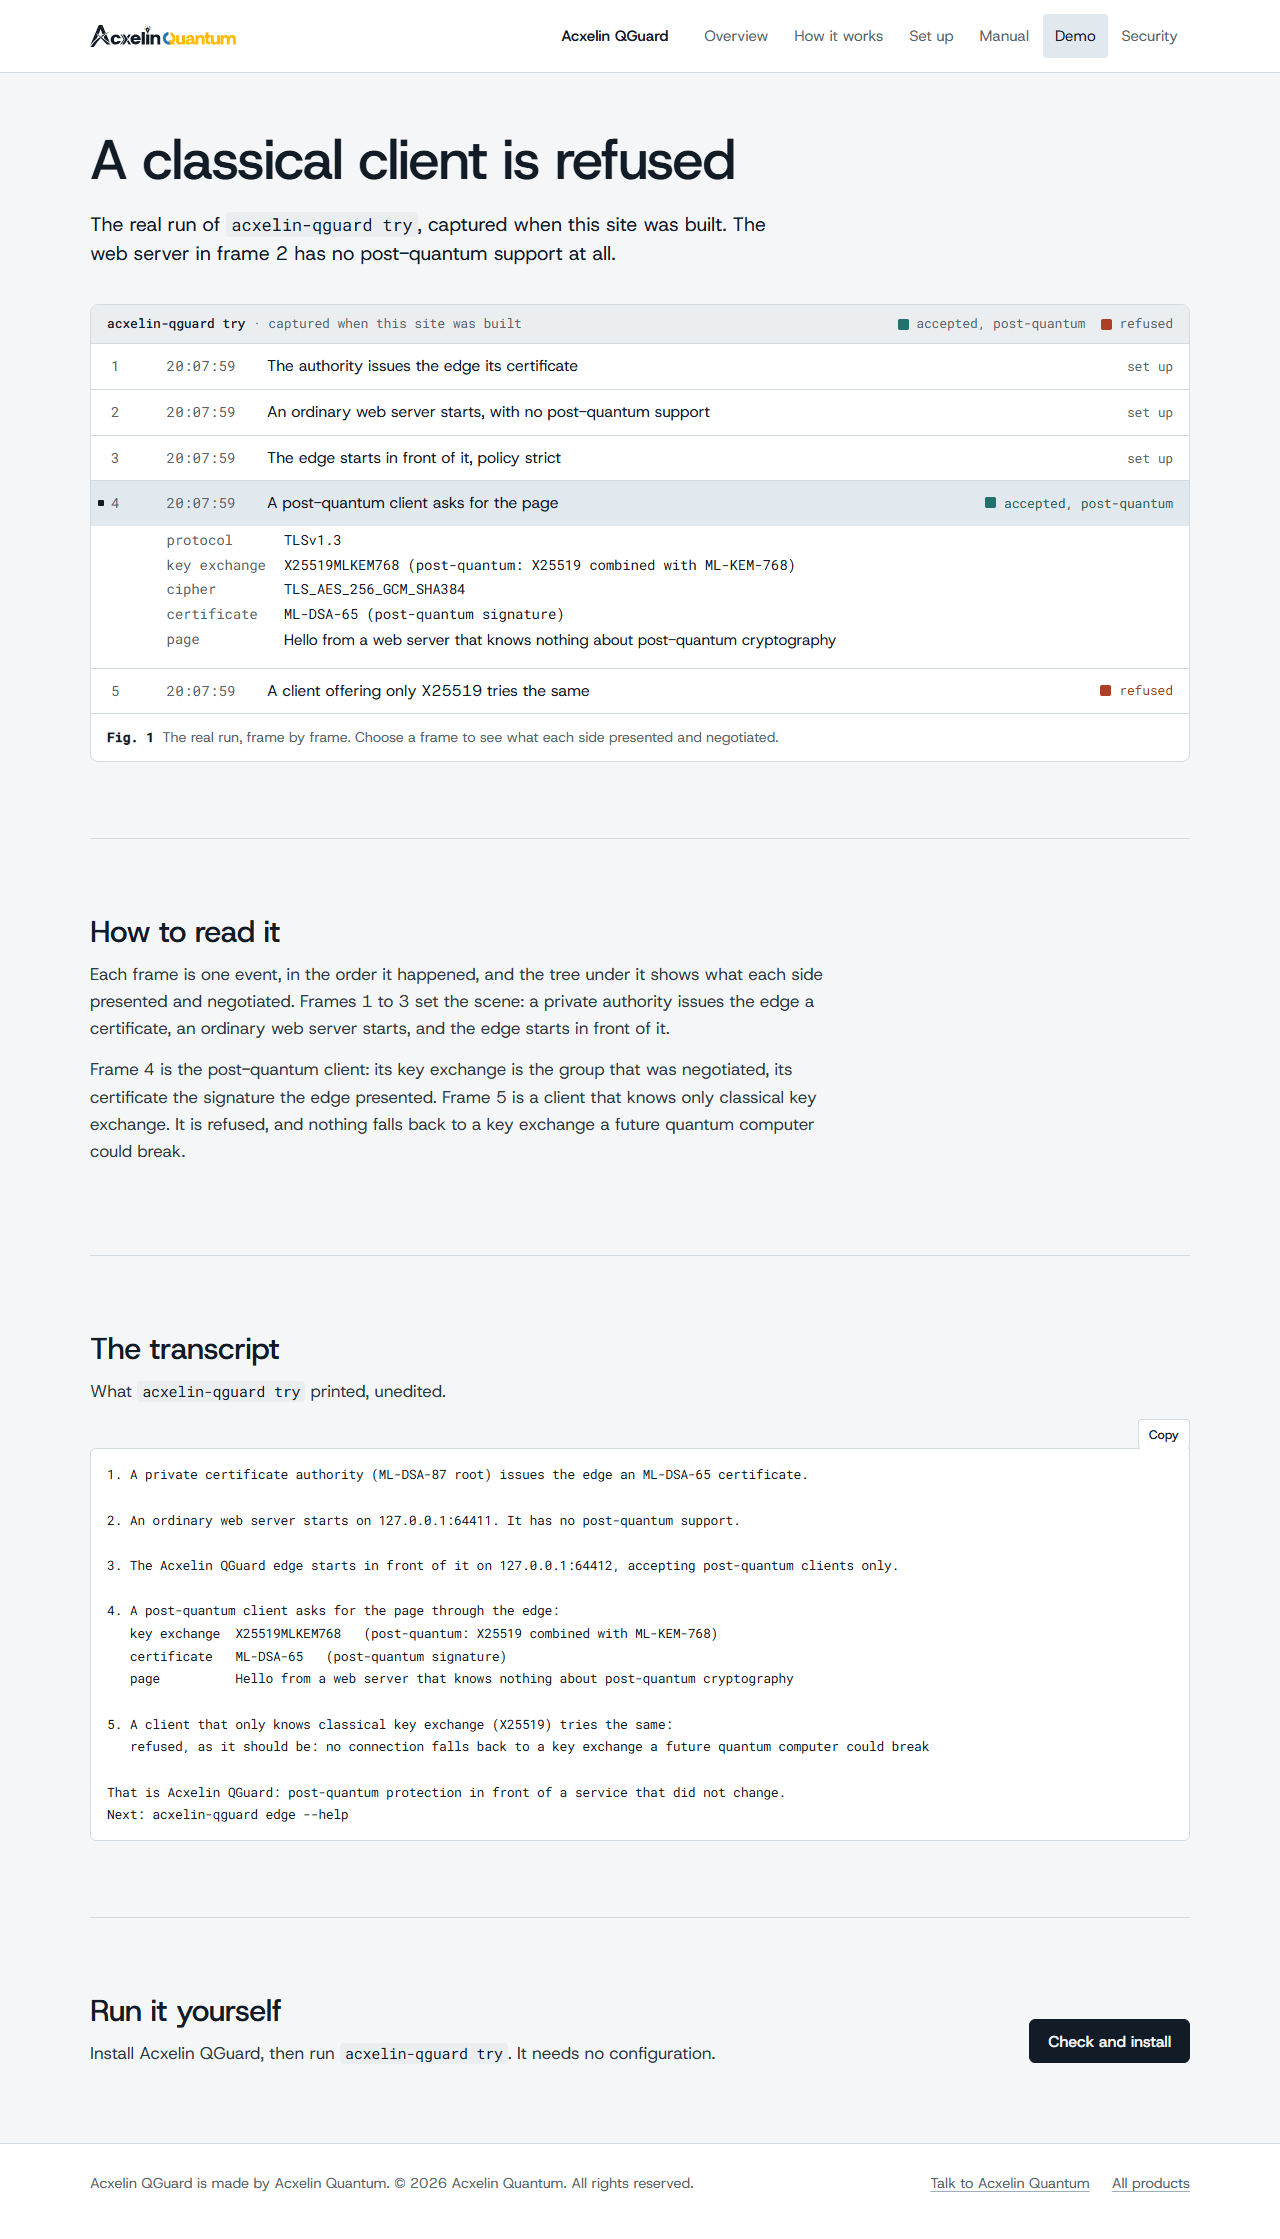 Acxelin Quantum
Acxelin QGuard Overview How it works Set up Manual Demo Security
A classical client is refused
The real run of acxelin-qguard try, captured when this site was built. The
web server in frame 2 has no post-quantum support at all.
acxelin-qguard try · captured when this site was built accepted, post-quantum refused
1 20:07:59 The authority issues the edge its certificate set up
2 20:07:59 An ordinary web server starts, with no post-quantum support set up
3 20:07:59 The edge starts in front of it, policy strict set up
4 20:07:59 A post-quantum client asks for the page accepted, post-quantum
protocol TLSv1.3
key exchange X25519MLKEM768 (post-quantum: X25519 combined with ML-KEM-768)
cipher TLS_AES_256_GCM_SHA384
certificate ML-DSA-65 (post-quantum signature)
page Hello from a web server that knows nothing about post-quantum cryptography
5 20:07:59 A client offering only X25519 tries the same refused
Fig. 1 The real run, frame by frame. Choose a frame to see what each side presented and negotiated.
How to read it
Each frame is one event, in the order it happened, and the tree under it shows what each side
presented and negotiated. Frames 1 to 3 set the scene: a private authority issues the edge a
certificate, an ordinary web server starts, and the edge starts in front of it.
Frame 4 is the post-quantum client: its key exchange is the group that was negotiated, its
certificate the signature the edge presented. Frame 5 is a client that knows only classical key
exchange. It is refused, and nothing falls back to a key exchange a future quantum computer
could break.
The transcript
What acxelin-qguard try printed, unedited.
Copy
1. A private certificate authority (ML-DSA-87 root) issues the edge an ML-DSA-65 certificate.
2. An ordinary web server starts on 127.0.0.1:64411. It has no post-quantum support.
3. The Acxelin QGuard edge starts in front of it on 127.0.0.1:64412, accepting post-quantum clients only.
4. A post-quantum client asks for the page through the edge:
key exchange X25519MLKEM768 (post-quantum: X25519 combined with ML-KEM-768)
certificate ML-DSA-65 (post-quantum signature)
page Hello from a web server that knows nothing about post-quantum cryptography
5. A client that only knows classical key exchange (X25519) tries the same:
refused, as it should be: no connection falls back to a key exchange a future quantum computer could break
That is Acxelin QGuard: post-quantum protection in front of a service that did not change.
Next: acxelin-qguard edge --help
Run it yourself
Install Acxelin QGuard, then run acxelin-qguard try. It needs no configuration.
Check and install
Acxelin QGuard is made by Acxelin Quantum. © 2026 Acxelin Quantum. All rights reserved. Talk to Acxelin Quantum All products